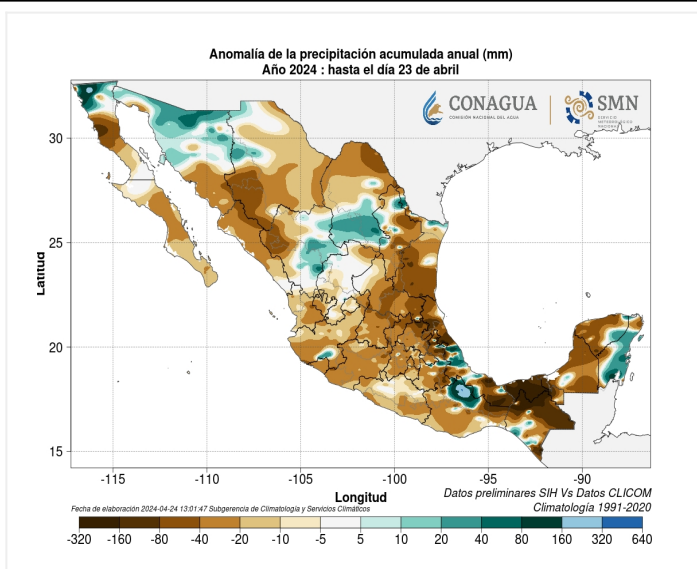 Anomalía de la precipitación acumulada anual (mm)
Año 2024 : hasta el día 23 de abril
CONAGUA
COMISIÓN NACIONAL DEL AGUA
SMN
SERVICIO
METEOROLÓGICO
NACIONAL
30
25
20
15
Latitud
-115
-110
-105
-100
-95
-90
Longitud
Datos preliminares SIH Vs Datos CLICOM
Climatología 1991-2020
Fecha de elaboración 2024-04-24 13:01:47 Subgerencia de Climatología y Servicios Climáticos
-320 -160 -80 -40 -20 -10 -5 5 10 20 40 80 160 320 640